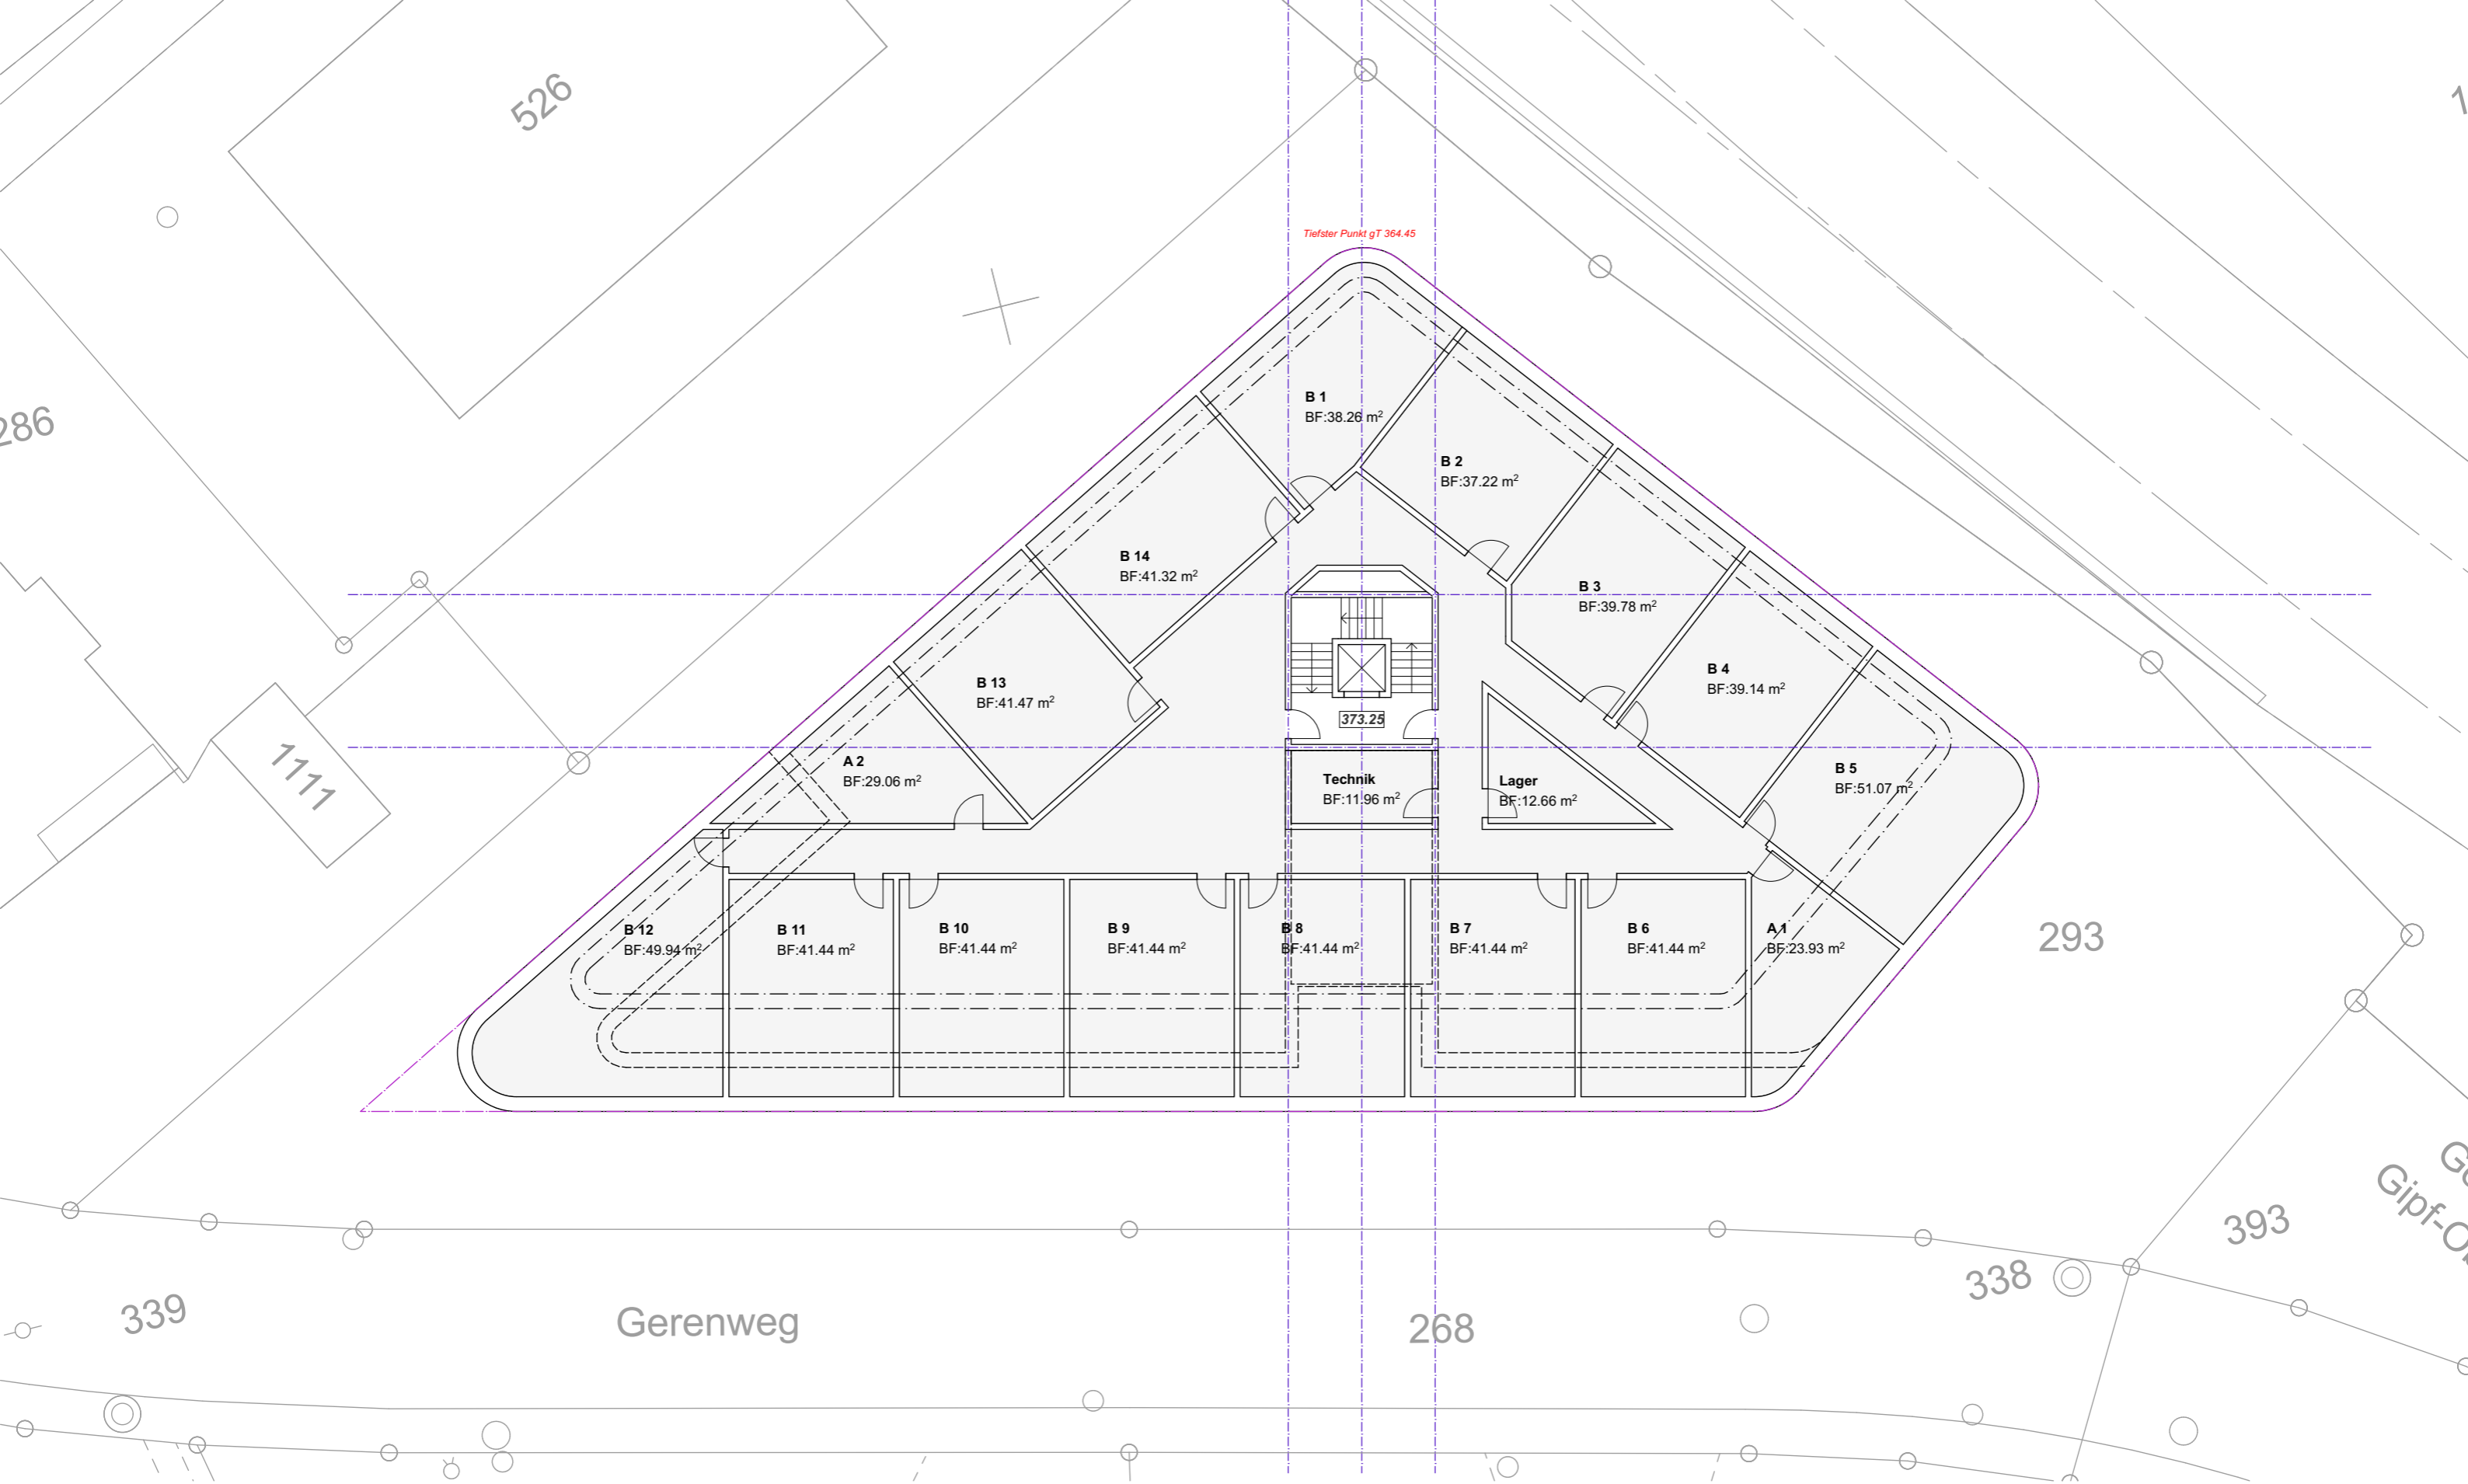 526
286
Tiefster Punkt gT 364.45
B 1
BF:38.26 m²
B 2
BF:37.22 m²
B 14
BF:41.32 m²
B 3
BF:39.78 m²
B 13
BF:41.47 m²
B 4
BF:39.14 m²
373.25
A 2
BF:29.06 m²
Technik
BF:11.96 m²
Lager
BF:12.66 m²
B 5
BF:51.07 m²
1111
B 12
BF:49.94 m²
B 11
BF:41.44 m²
B 10
BF:41.44 m²
B 9
BF:41.44 m²
B 8
BF:41.44 m²
B 7
BF:41.44 m²
B 6
BF:41.44 m²
A 1
BF:23.93 m²
293
393
338
339
Gerenweg
268